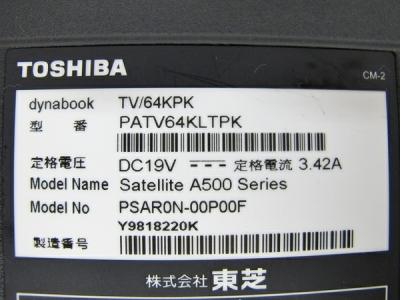 TOSHIBA
CM-2
dynabook TV/64KPK
型 番 PATV64KLTPK
定格電圧 DC19V ⎓ 定格電流 3.42A
Model Name Satellite A500 Series
Model No PSAR0N-00P00F
Y9818220K
製造番号
株式会社 東芝